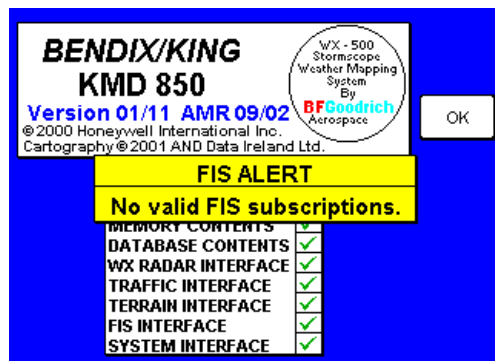 BENDIX/KING
KMD 850
Version 01/11 AMR 09/02
©2000 Honeywell International Inc.
Cartography©2001 AND Data Ireland Ltd.
WX - 500
Stormscope
Weather Mapping
System
By
BFGoodrich
Aerospace
OK
FIS ALERT
No valid FIS subscriptions.
MEMORY CONTENTS
DATABASE CONTENTS
WX RADAR INTERFACE
TRAFFIC INTERFACE
TERRAIN INTERFACE
FIS INTERFACE
SYSTEM INTERFACE